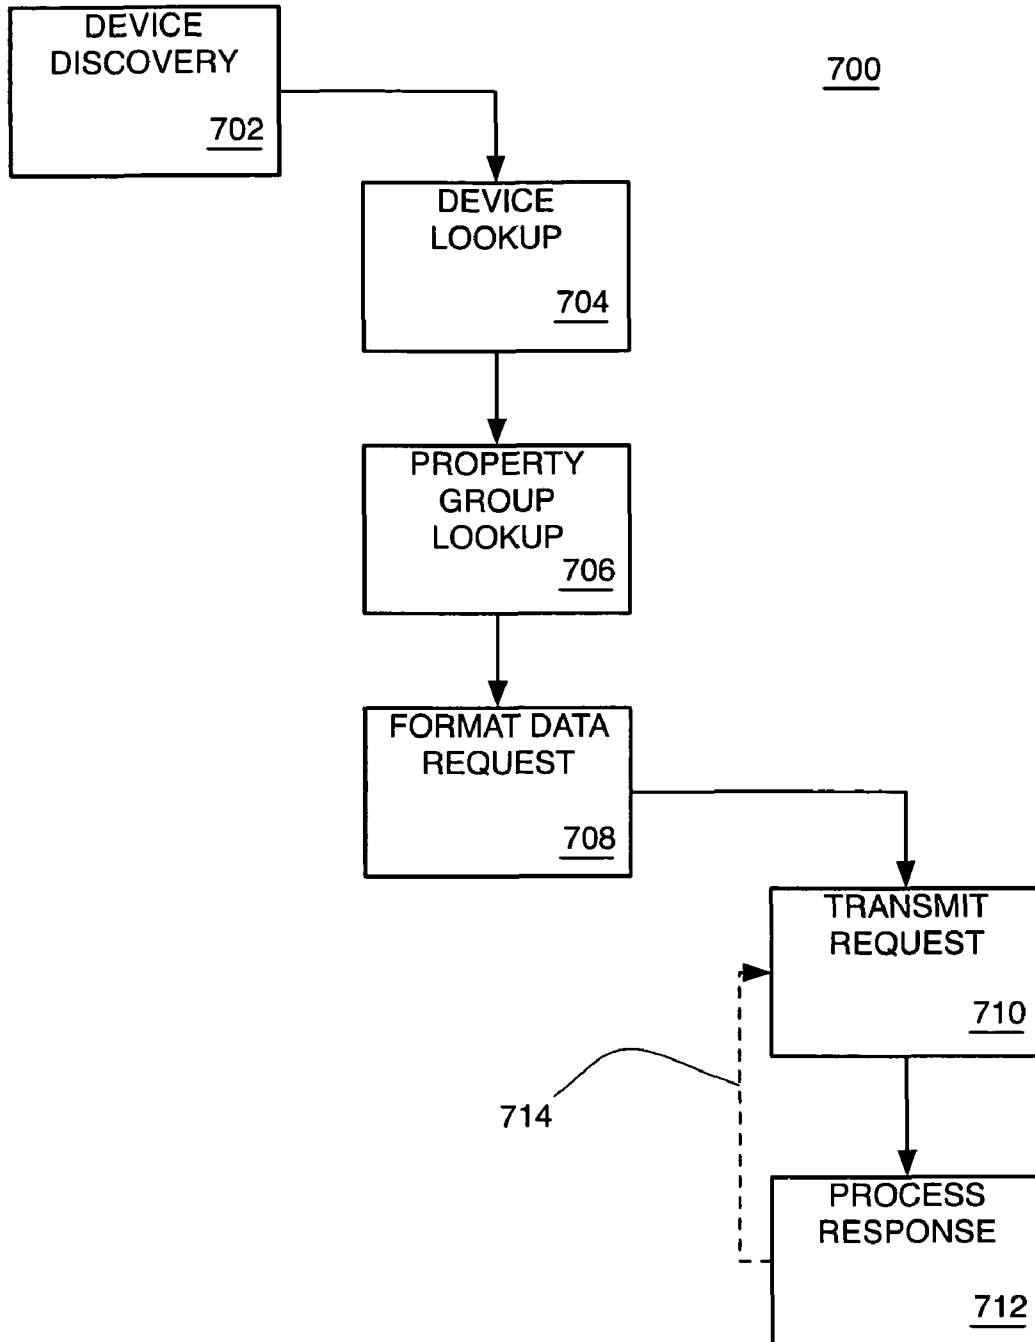 DEVICE
DISCOVERY
702
700
DEVICE
LOOKUP
704
PROPERTY
GROUP
LOOKUP
706
FORMAT DATA
REQUEST
708
TRANSMIT
REQUEST
710
714
PROCESS
RESPONSE
712